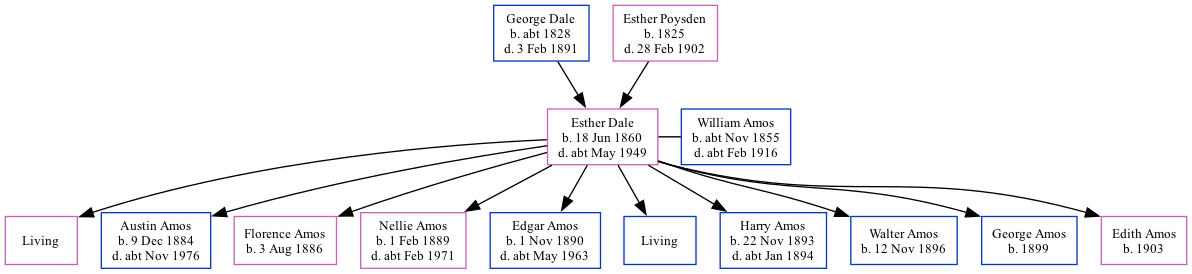 George Dale
b. abt 1828
d. 3 Feb 1891
Esther Poysden
b. 1825
d. 28 Feb 1902
Esther Dale
b. 18 Jun 1860
d. abt May 1949
William Amos
b. abt Nov 1855
d. abt Feb 1916
Living
Austin Amos
b. 9 Dec 1884
d. abt Nov 1976
Florence Amos
b. 3 Aug 1886
Nellie Amos
b. 1 Feb 1889
d. abt Feb 1971
Edgar Amos
b. 1 Nov 1890
d. abt May 1963
Living
Harry Amos
b. 22 Nov 1893
d. abt Jan 1894
Walter Amos
b. 12 Nov 1896
George Amos
b. 1899
Edith Amos
b. 1903